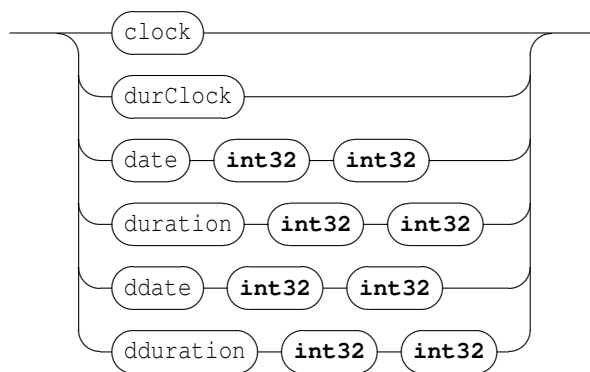 clock
durClock
date int32 int32
duration int32 int32
ddate int32 int32
dduration int32 int32